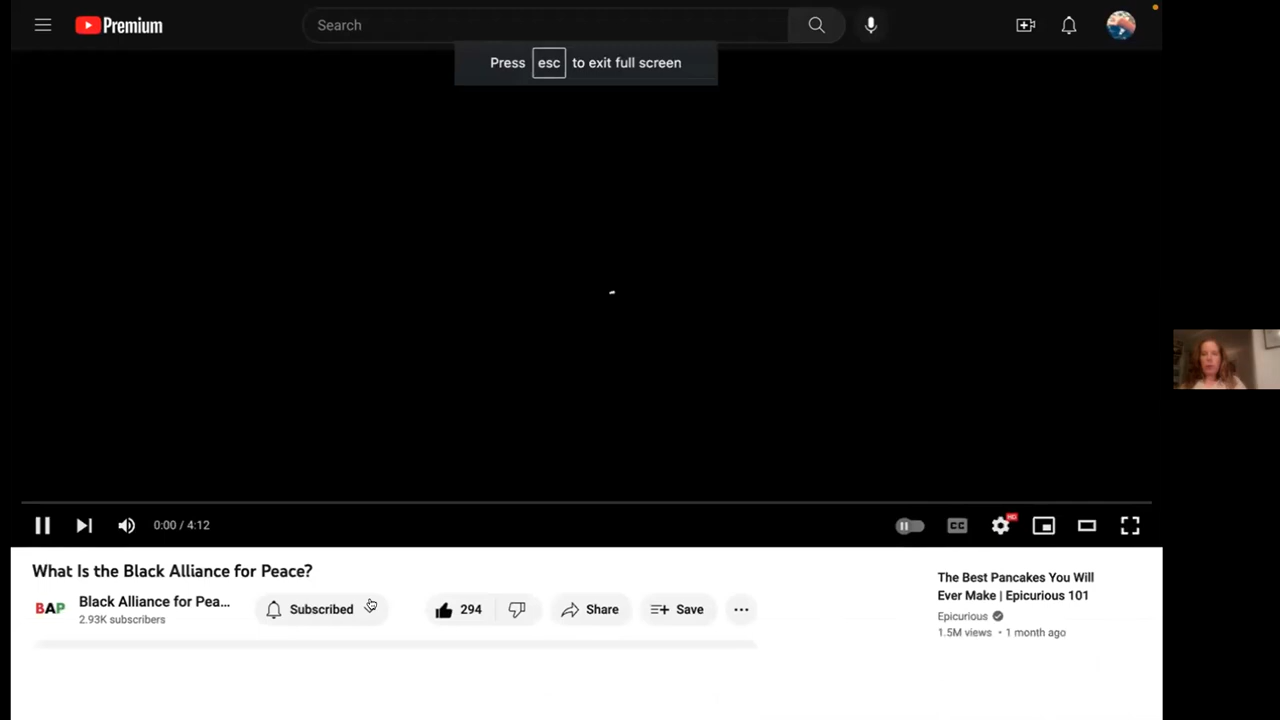 Premium
Search
Press esc to exit full screen
0:00 / 4:12
CC
HD
What Is the Black Alliance for Peace?
BAP
Black Alliance for Pea...
2.93K subscribers
Subscribed
294
Share
Save
The Best Pancakes You Will
Ever Make | Epicurious 101
Epicurious
1.5M views • 1 month ago